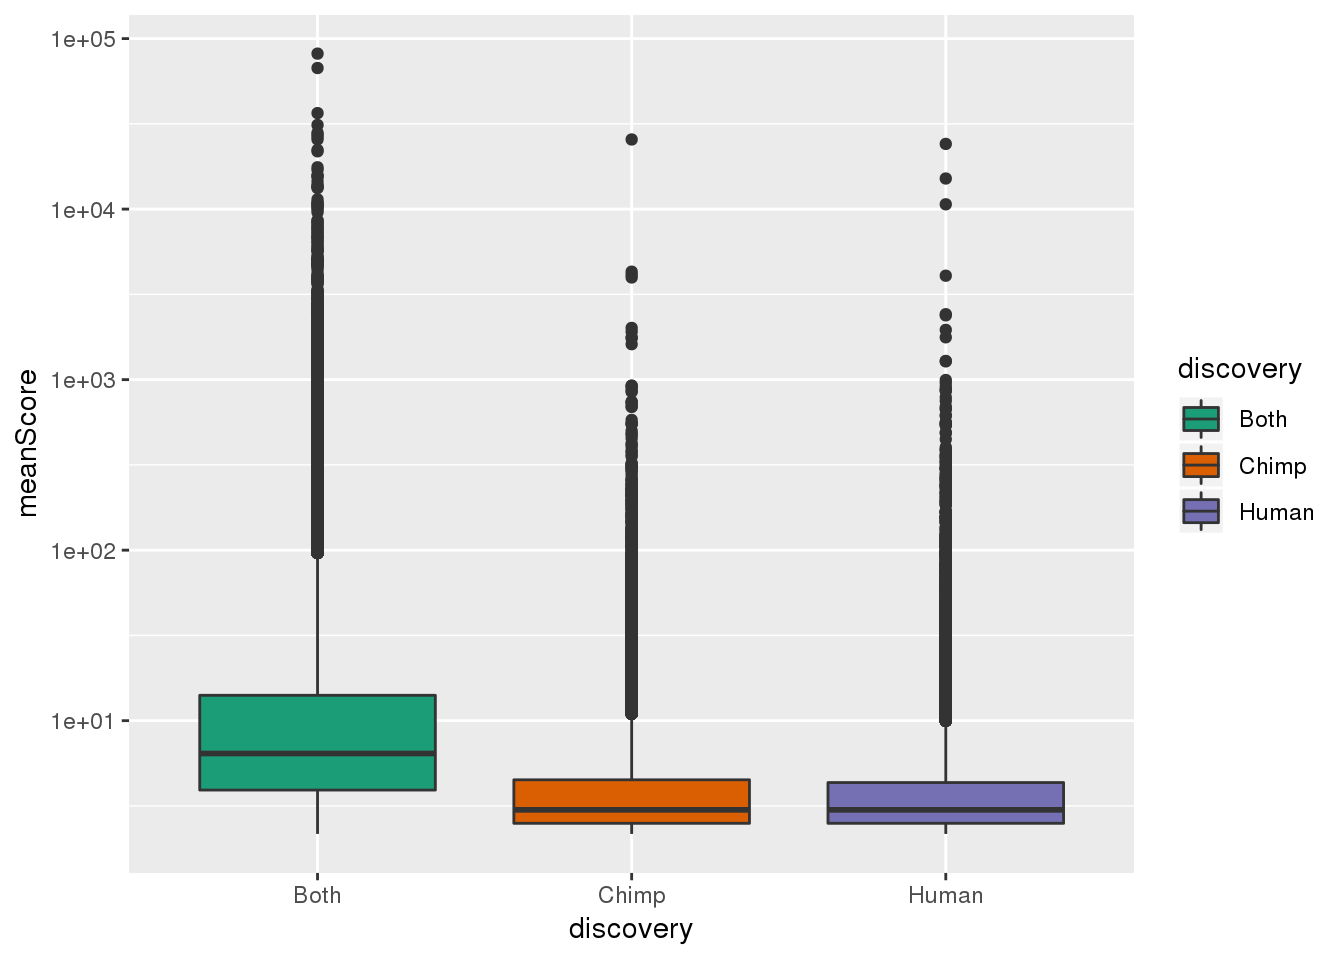 meanScore
1e+05
1e+04
1e+03
1e+02
1e+01
Both
Chimp
Human
discovery
discovery
Both
Chimp
Human